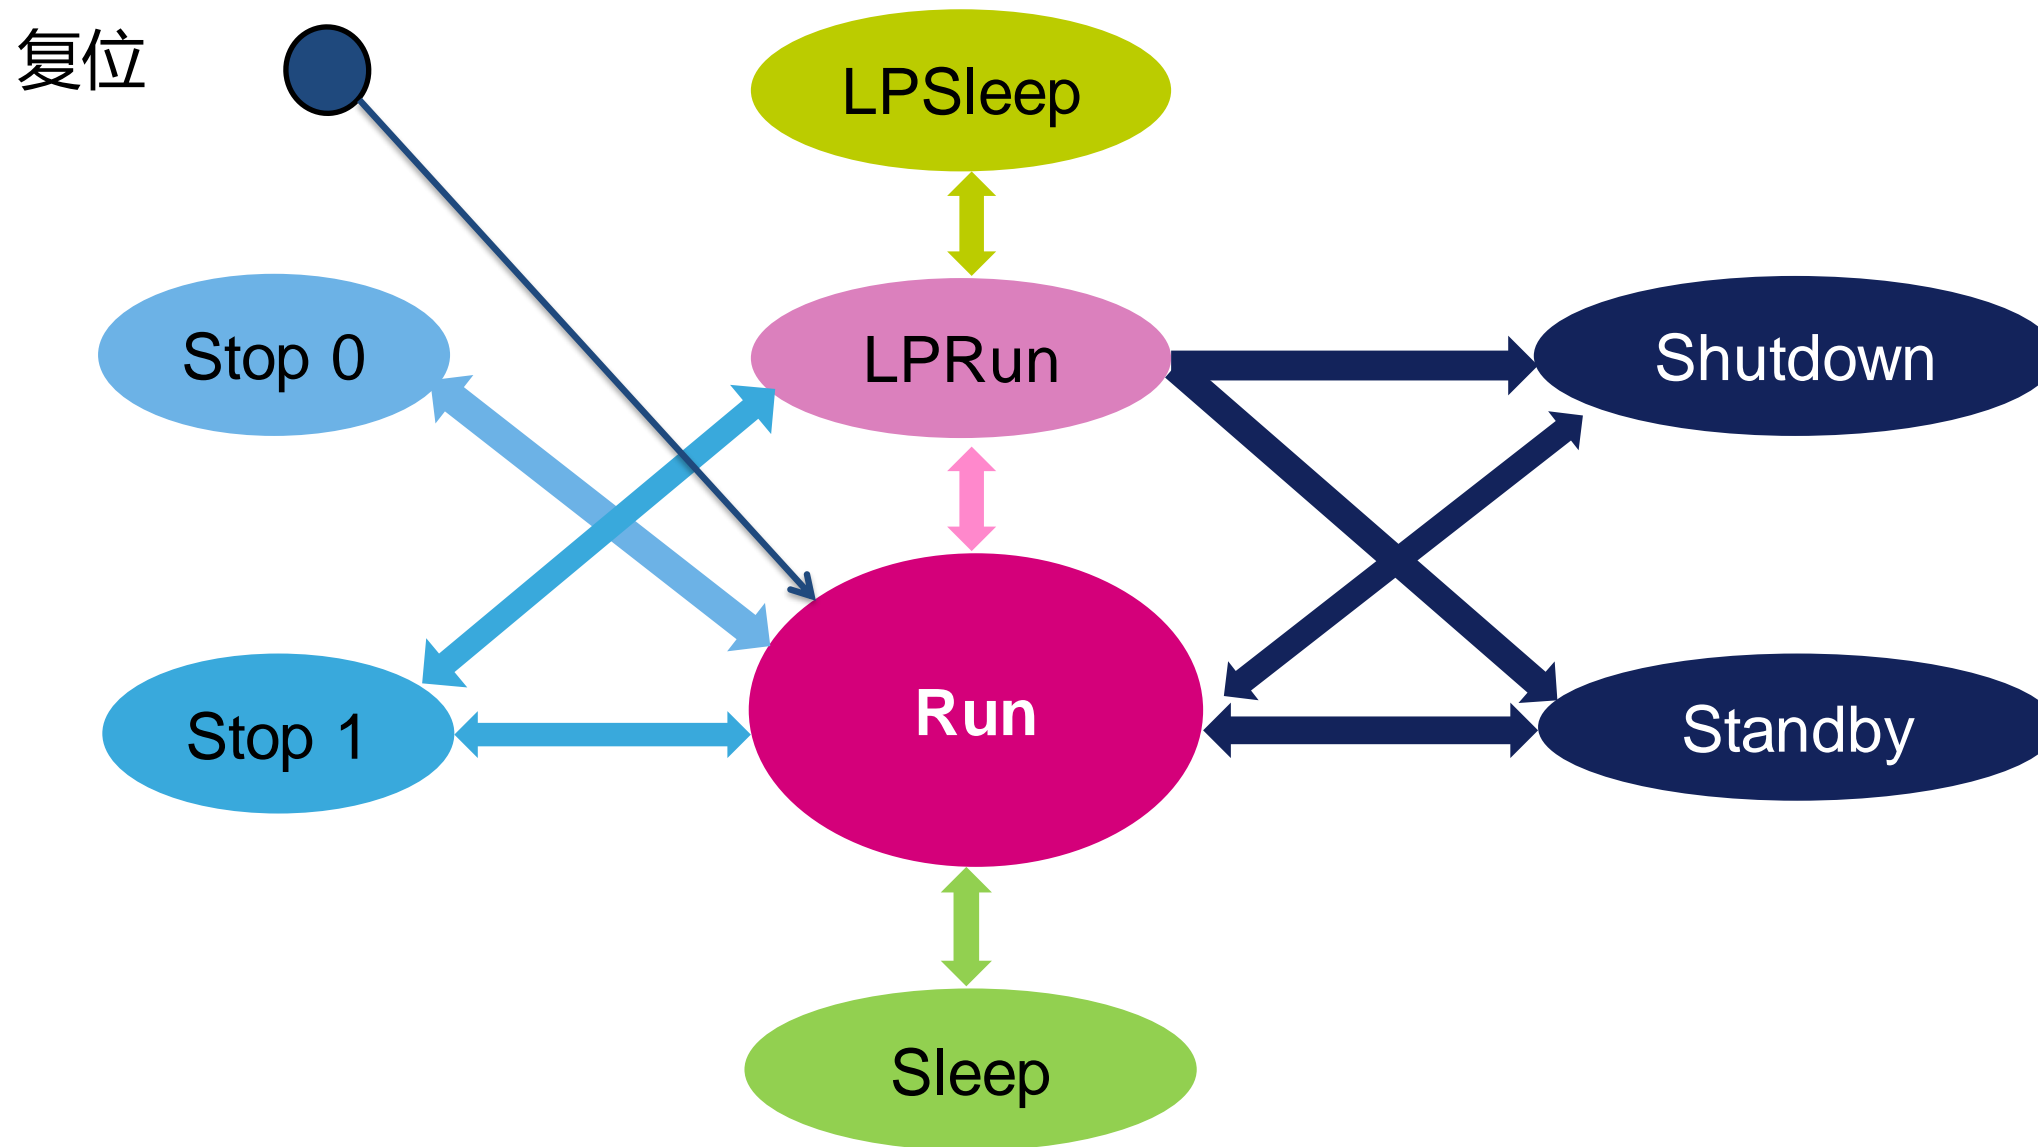 复位
LPSleep
Stop 0
LPRun
Shutdown
Stop 1
Run
Standby
Sleep